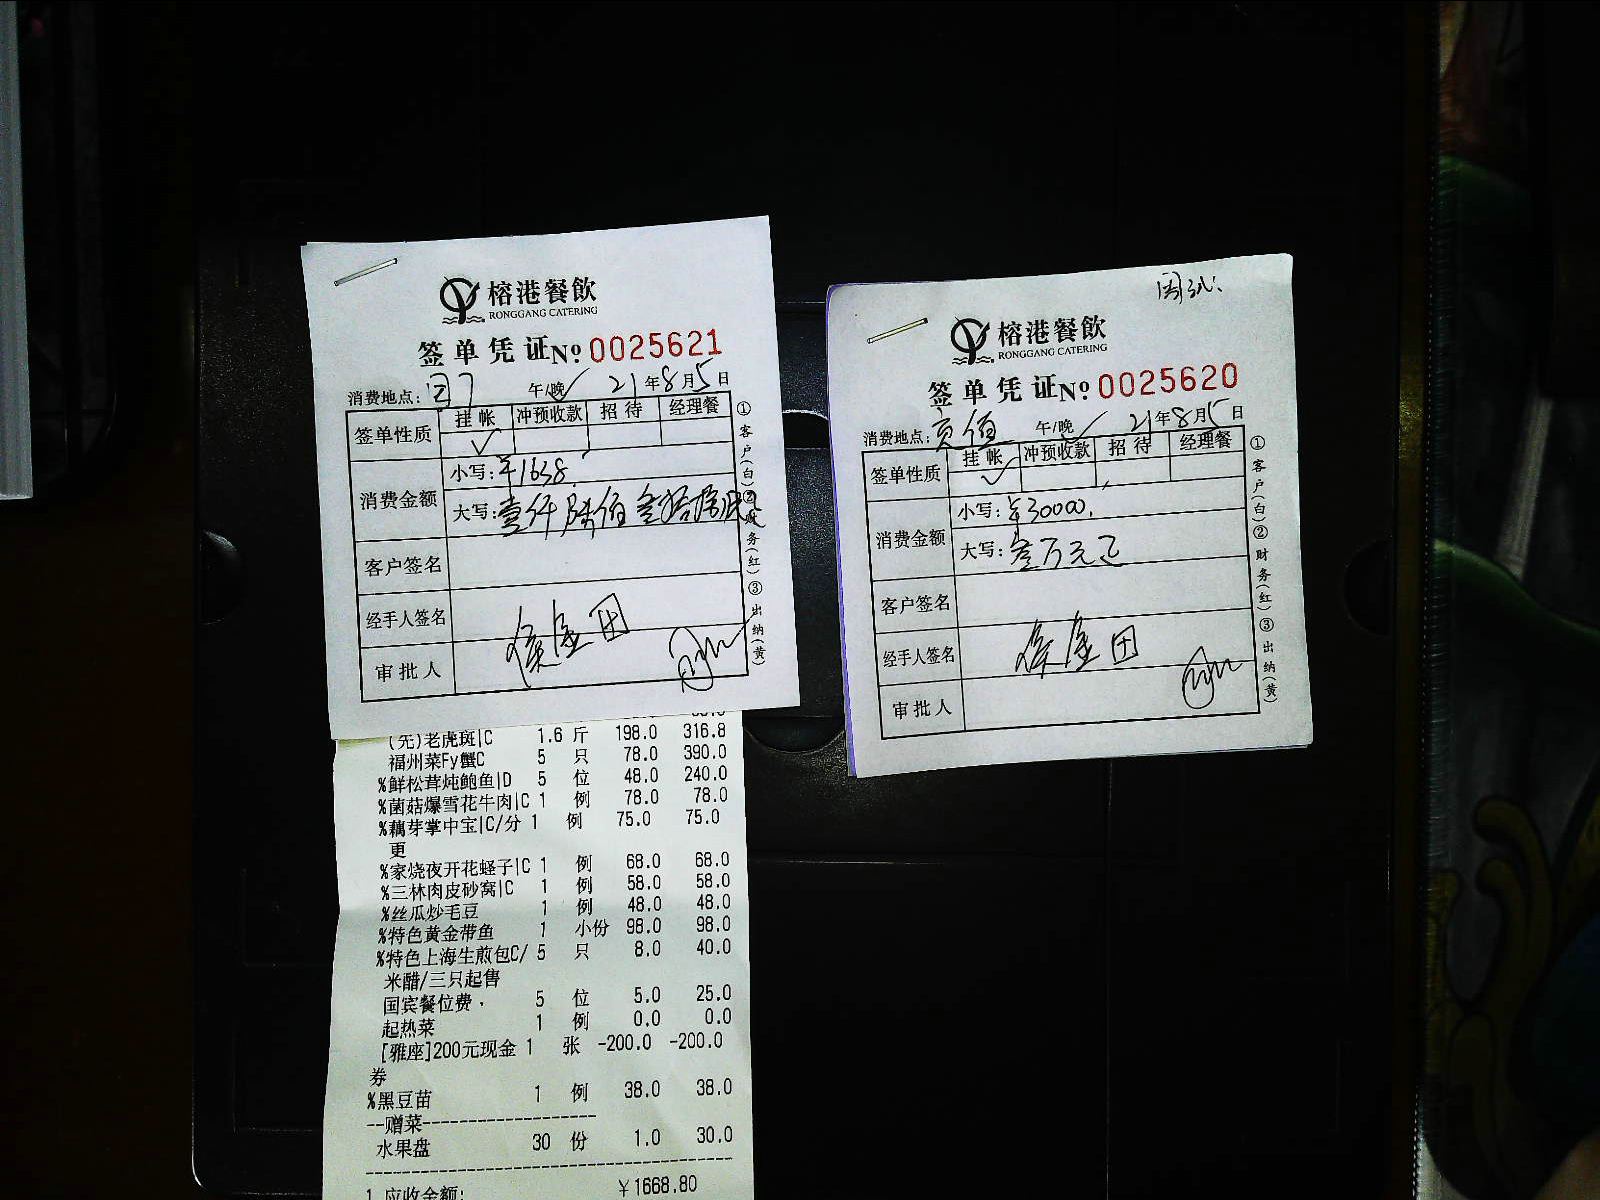 榕港餐飲
RONGGANG CATERING
签单凭证№ 0025621
消费地点: 午/晚 21年8月5日
签单性质 挂帐 冲预收款 招待 经理餐
消费金额 小写: ¥1638.
大写: 壹仟陆佰叁拾捌
客户签名
经手人签名
审批人
①客户(白)②财务(红)③出纳(黄)
(先)老虎斑|C 1.6 斤 198.0 316.8
福州菜Fy蟹C 5 只 78.0 390.0
%鲜松茸炖鲍鱼|D 5 位 48.0 240.0
%菌菇爆雪花牛肉|C 1 例 78.0 78.0
%藕芽掌中宝|C/分 1 例 75.0 75.0
更
%家烧夜开花蛏子|C 1 例 68.0 68.0
%三林肉皮砂窝|C 1 例 58.0 58.0
%丝瓜炒毛豆 1 例 48.0 48.0
%特色黄金带鱼 1 小份 98.0 98.0
%特色上海生煎包C/ 5 只 8.0 40.0
米醋/三只起售
国宾餐位费. 5 位 5.0 25.0
起热菜 1 例 0.0 0.0
[雅座]200元现金 1 张 -200.0 -200.0
券
%黑豆苗 1 例 38.0 38.0
--赠菜--------------------
水果盘 30 份 1.0 30.0
1 应收金额: ¥1668.80
榕港餐飲
RONGGANG CATERING
签单凭证№ 0025620
消费地点: 午/晚 21年8月5日
签单性质 挂帐 冲预收款 招待 经理餐
消费金额 小写: ¥30000.
大写: 叁万元正
客户签名
经手人签名
审批人
①客户(白)②财务(红)③出纳(黄)